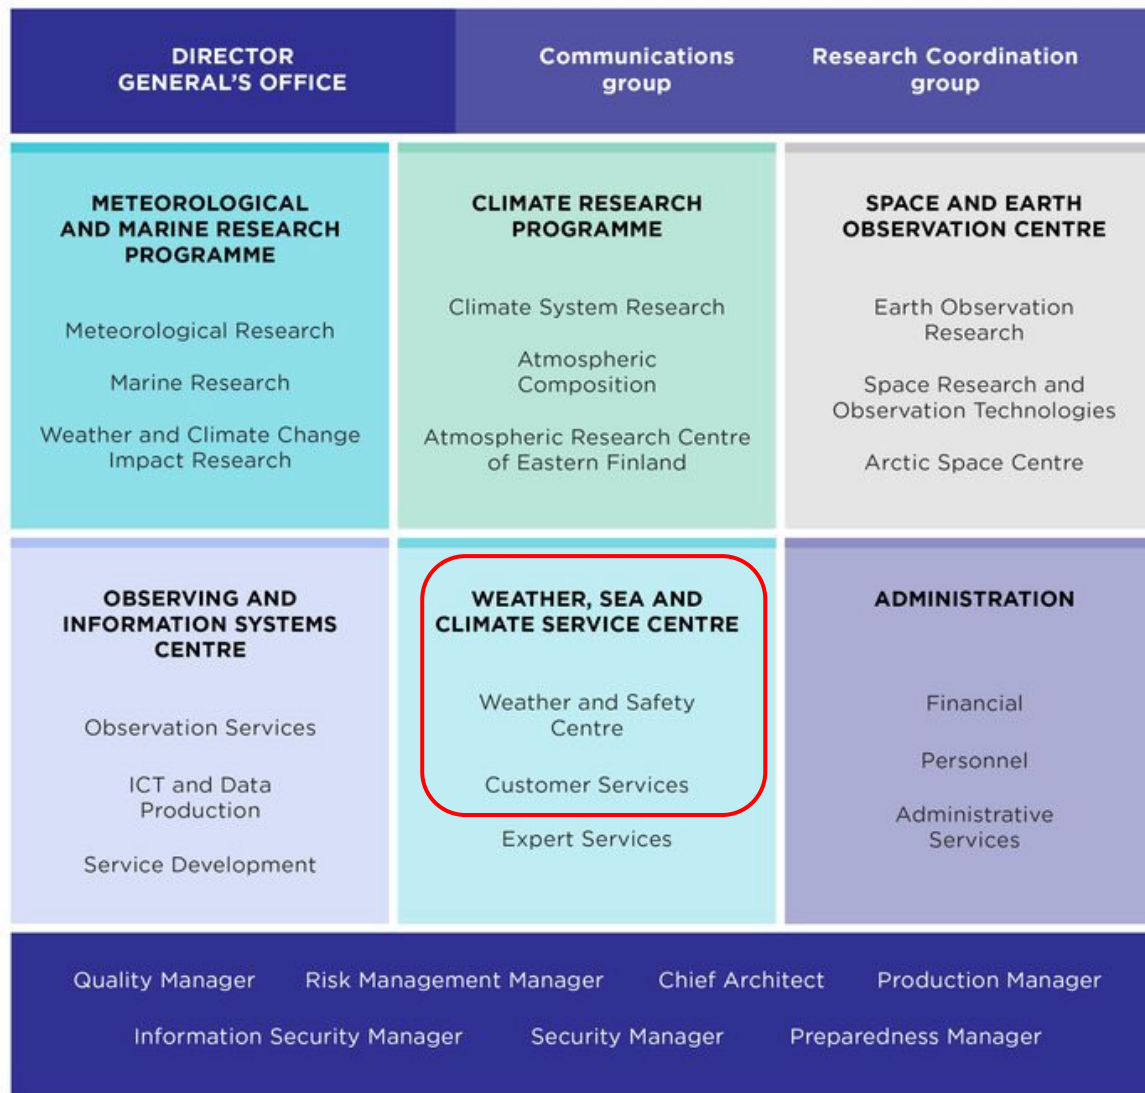 DIRECTOR
GENERAL'S OFFICE
Communications
group
Research Coordination
group
METEOROLOGICAL
AND MARINE RESEARCH
PROGRAMME
Meteorological Research
Marine Research
Weather and Climate Change
Impact Research
CLIMATE RESEARCH
PROGRAMME
Climate System Research
Atmospheric
Composition
Atmospheric Research Centre
of Eastern Finland
SPACE AND EARTH
OBSERVATION CENTRE
Earth Observation
Research
Space Research and
Observation Technologies
Arctic Space Centre
OBSERVING AND
INFORMATION SYSTEMS
CENTRE
Observation Services
ICT and Data
Production
Service Development
WEATHER, SEA AND
CLIMATE SERVICE CENTRE
Weather and Safety
Centre
Customer Services
Expert Services
ADMINISTRATION
Financial
Personnel
Administrative
Services
Quality Manager Risk Management Manager Chief Architect Production Manager
Information Security Manager Security Manager Preparedness Manager